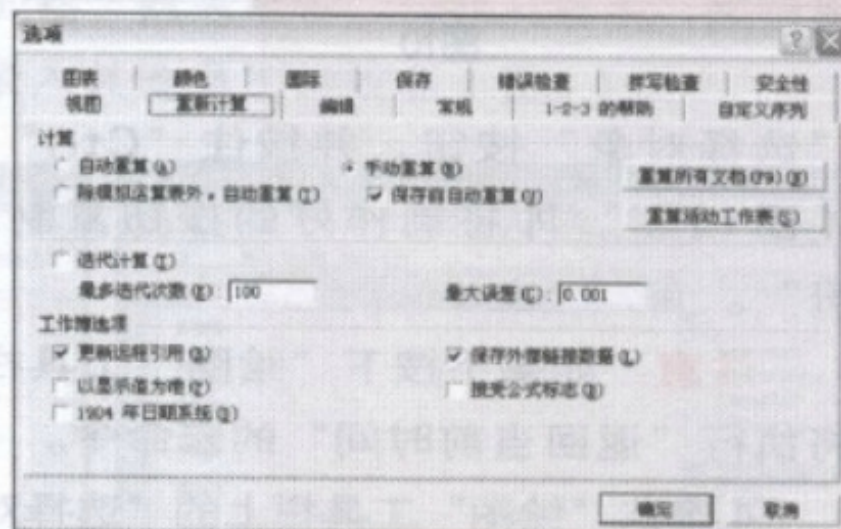 选项
图表 颜色 国际 保存 错误检查 拼写检查 安全性
视图 重新计算 编辑 常规 1-2-3 的帮助 自定义序列
计算
自动重算(A) 手动重算(M) 重算所有文档(F9)(N)
除模拟运算表外，自动重算(T) 保存前自动重算(J) 重算活动工作表(S)
迭代计算(I)
最多迭代次数(X): 100 最大误差(C): 0.001
工作簿选项
更新远程引用(R) 保存外部链接数据(L)
以显示值为准(P) 接受公式标志(B)
1904 年日期系统(D)
确定 取消